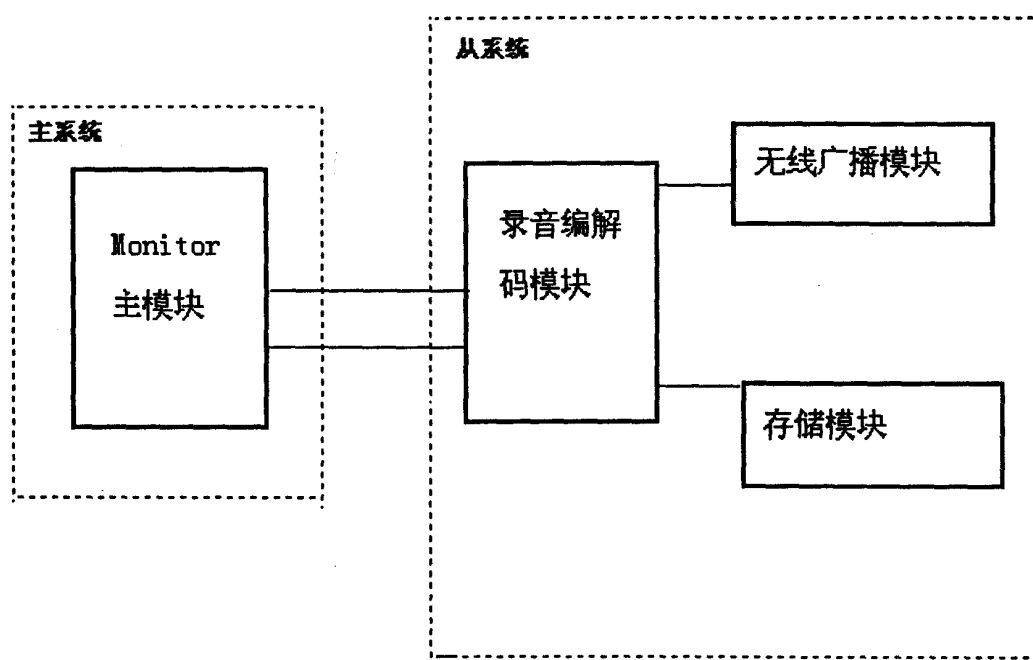 从系统
主系统
无线广播模块
Monitor
主模块
录音编解
码模块
存储模块